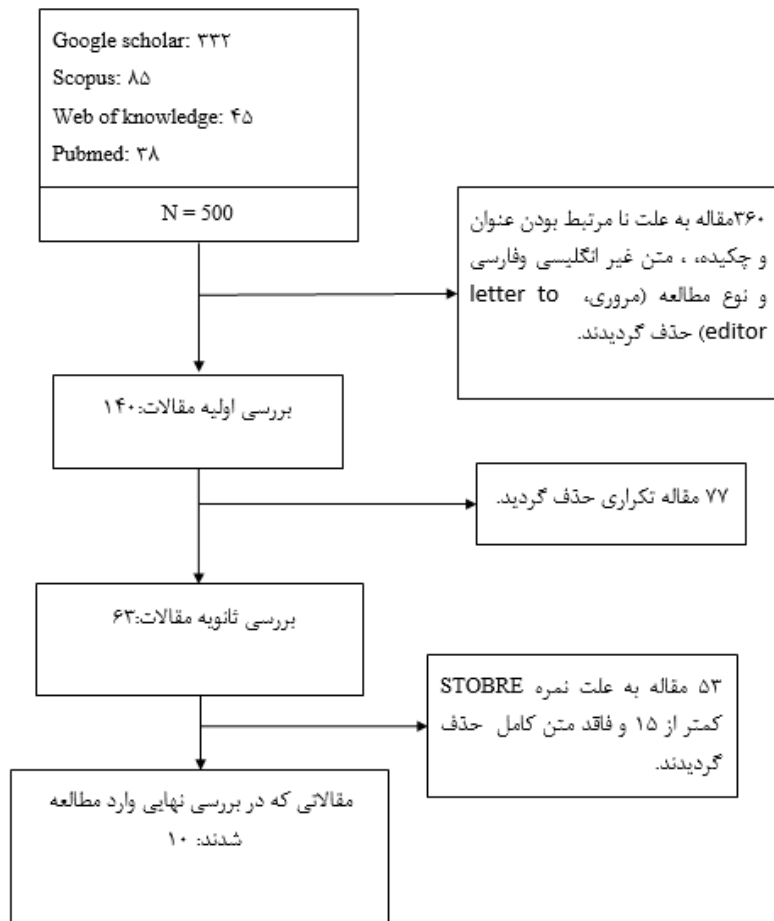 Google scholar: ۳۳۲
Scopus: ۸۵
Web of knowledge: ۴۵
Pubmed: ۳۸
N = 500
۳۶۰مقاله به علت نا مرتبط بودن عنوان
و چکیده، ، متن غیر انگلیسی وفارسی
و نوع مطالعه (مروری، letter to
editor) حذف گردیدند.
بررسی اولیه مقالات:۱۴۰
۷۷ مقاله تکراری حذف گردید.
بررسی ثانویه مقالات:۶۳
۵۳ مقاله به علت نمره STOBRE
کمتر از ۱۵ و فاقد متن کامل حذف
گردیدند.
مقالاتی که در بررسی نهایی وارد مطالعه
شدند: ۱۰